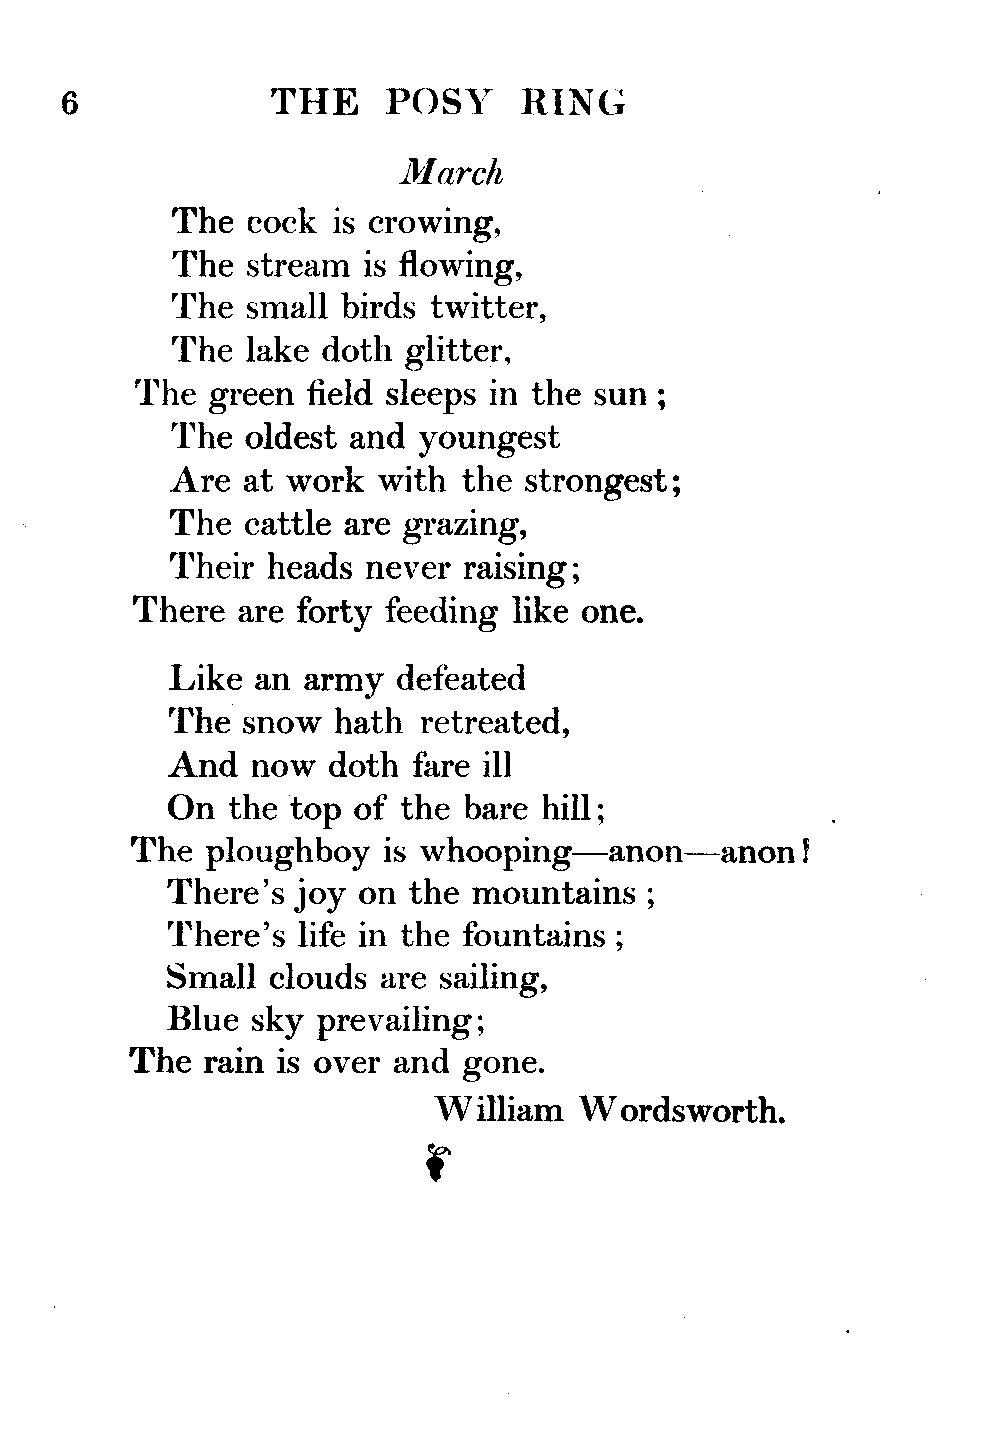 6 THE POSY RING
March
The cock is crowing,
The stream is flowing,
The small birds twitter,
The lake doth glitter,
The green field sleeps in the sun ;
The oldest and youngest
Are at work with the strongest;
The cattle are grazing,
Their heads never raising;
There are forty feeding like one.
Like an army defeated
The snow hath retreated,
And now doth fare ill
On the top of the bare hill;
The ploughboy is whooping—anon—anon!
There's joy on the mountains ;
There's life in the fountains ;
Small clouds are sailing,
Blue sky prevailing;
The rain is over and gone.
William Wordsworth.